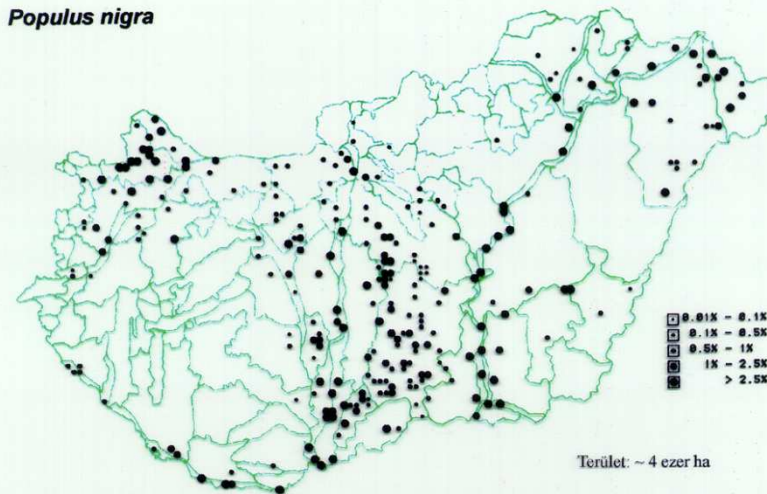 Populus nigra
0.01% - 0.1%
0.1% - 0.5%
0.5% - 1%
1% - 2.5%
> 2.5%
Terület: ~ 4 ezer ha